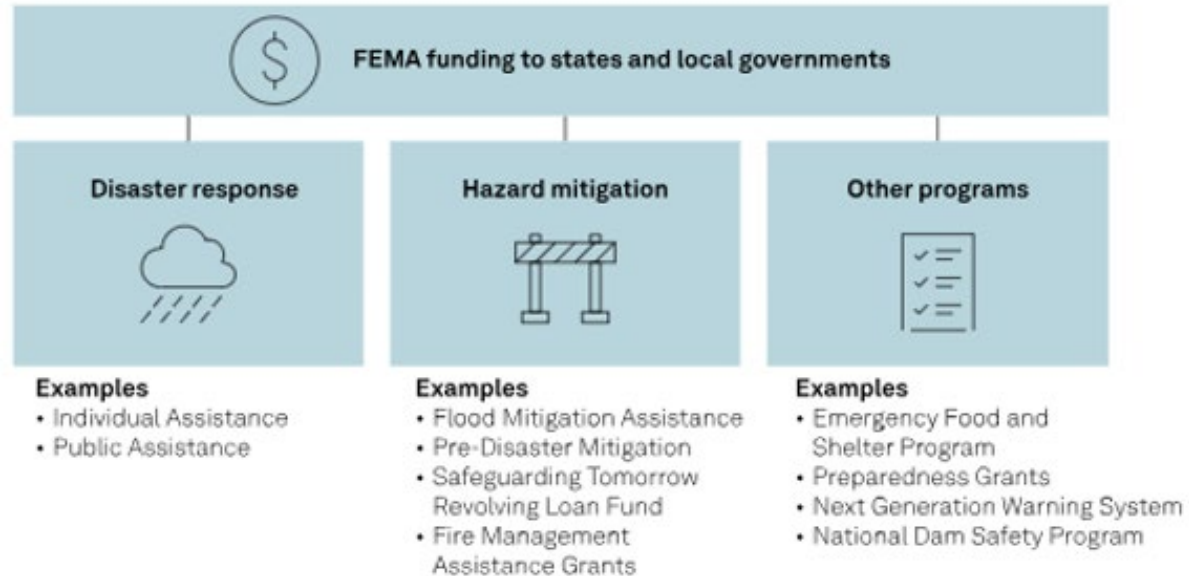 FEMA funding to states and local governments
Disaster response
Hazard mitigation
Other programs
Examples
• Individual Assistance
• Public Assistance
Examples
• Flood Mitigation Assistance
• Pre-Disaster Mitigation
• Safeguarding Tomorrow
Revolving Loan Fund
• Fire Management
Assistance Grants
Examples
• Emergency Food and
Shelter Program
• Preparedness Grants
• Next Generation Warning System
• National Dam Safety Program